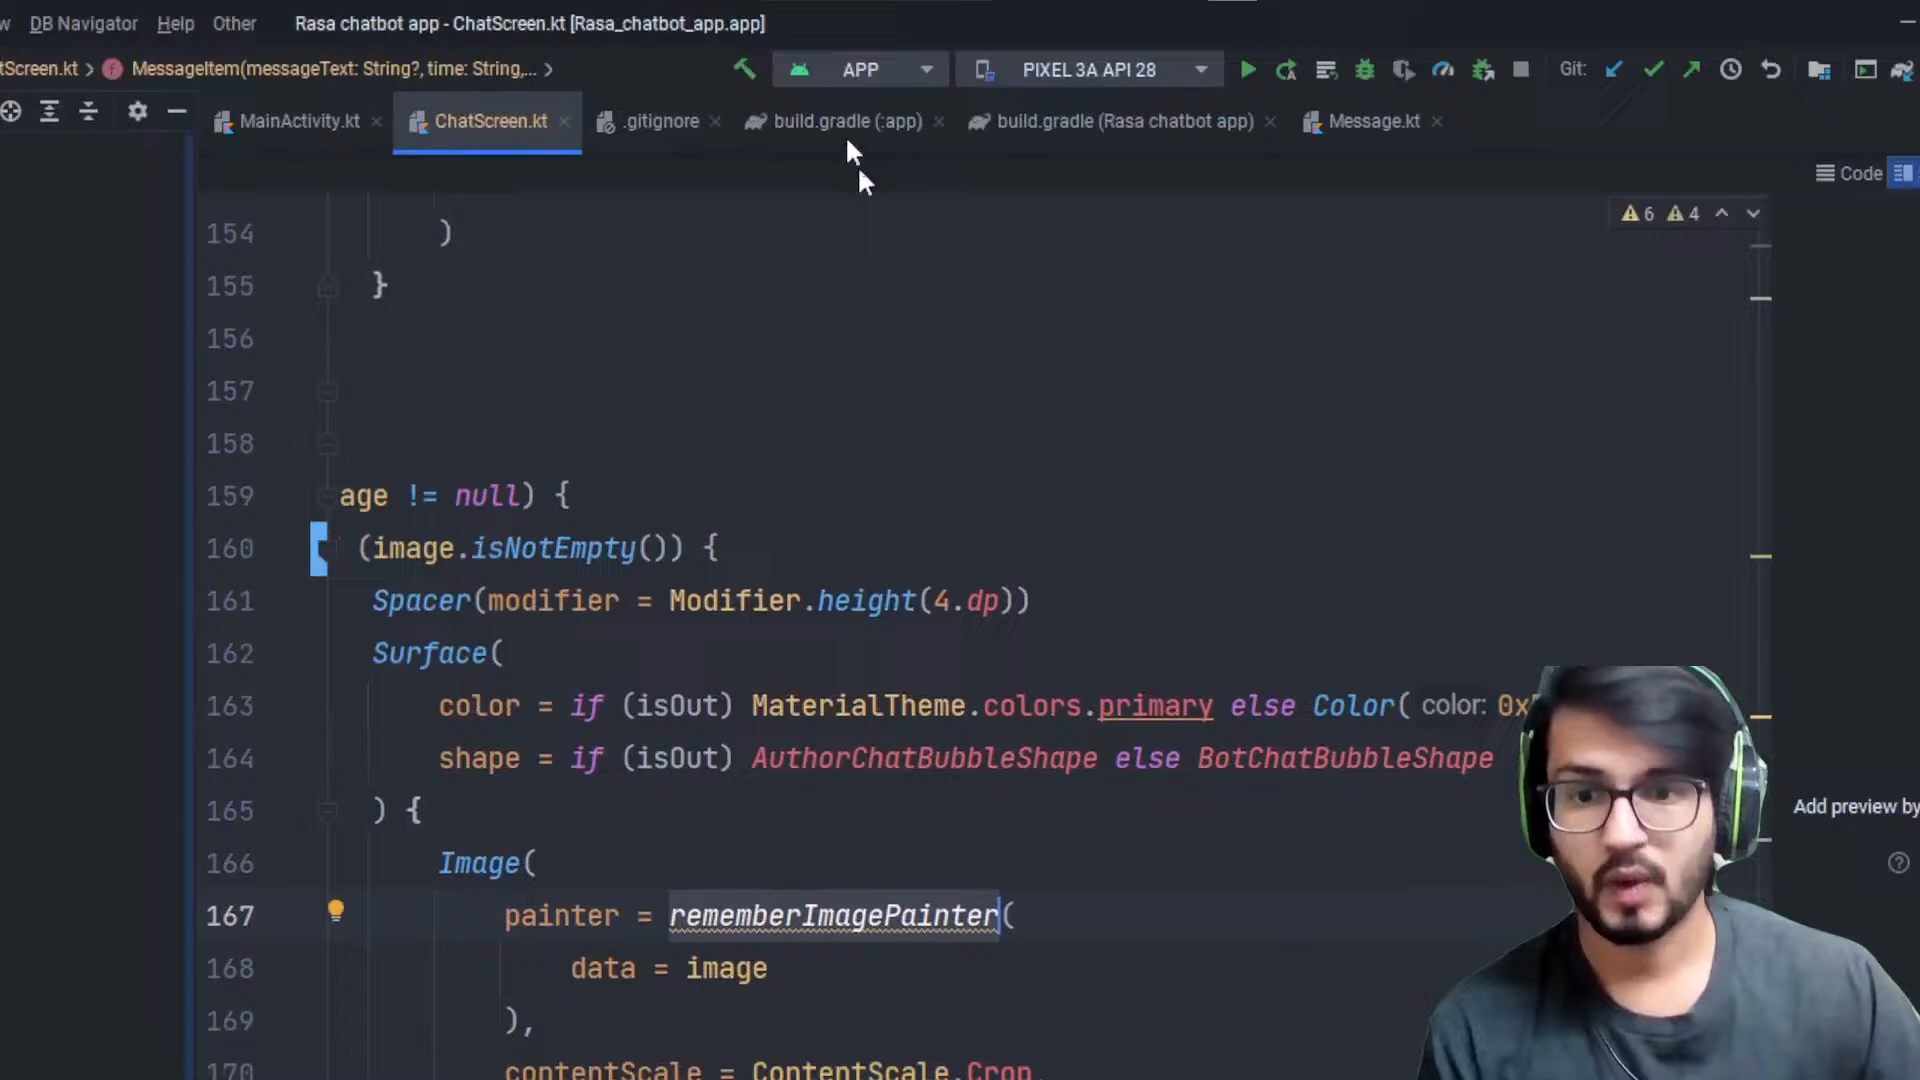 DB Navigator Help Other Rasa chatbot app - ChatScreen.kt [Rasa_chatbot_app.app]
tScreen.kt MessageItem(messageText: String?, time: String,... APP PIXEL 3A API 28 Git:
MainActivity.kt ChatScreen.kt .gitignore build.gradle (:app) build.gradle (Rasa chatbot app) Message.kt
Code
6 4
154 )
155 }
156
157
158
159 age != null) {
160 (image.isNotEmpty()) {
161 Spacer(modifier = Modifier.height(4.dp))
162 Surface(
163 color = if (isOut) MaterialTheme.colors.primary else Color( color: 0x
164 shape = if (isOut) AuthorChatBubbleShape else BotChatBubbleShape
165 ) {
Add preview by
166 Image(
167 painter = rememberImagePainter(
168 data = image
169 ),
170 contentScale = ContentScale.Crop,